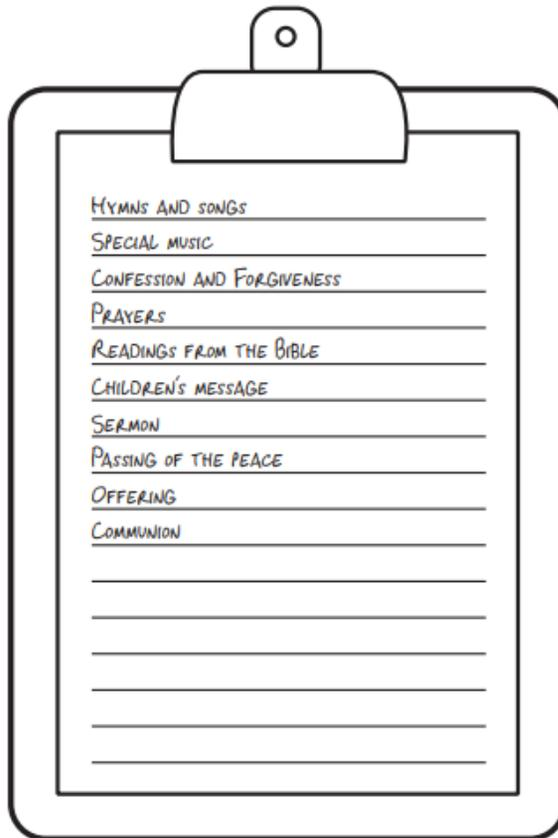 Hymns and songs
Special music
Confession and Forgiveness
Prayers
Readings from the Bible
Children's message
Sermon
Passing of the peace
Offering
Communion